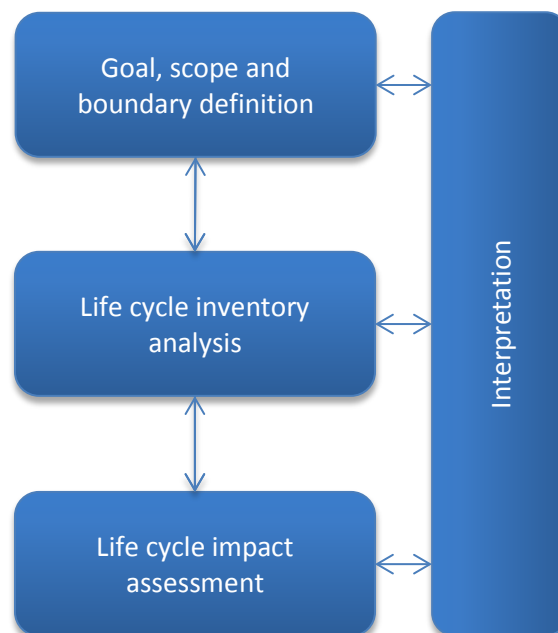 Goal, scope and
boundary definition
Life cycle inventory
analysis
Life cycle impact
assessment
Interpretation